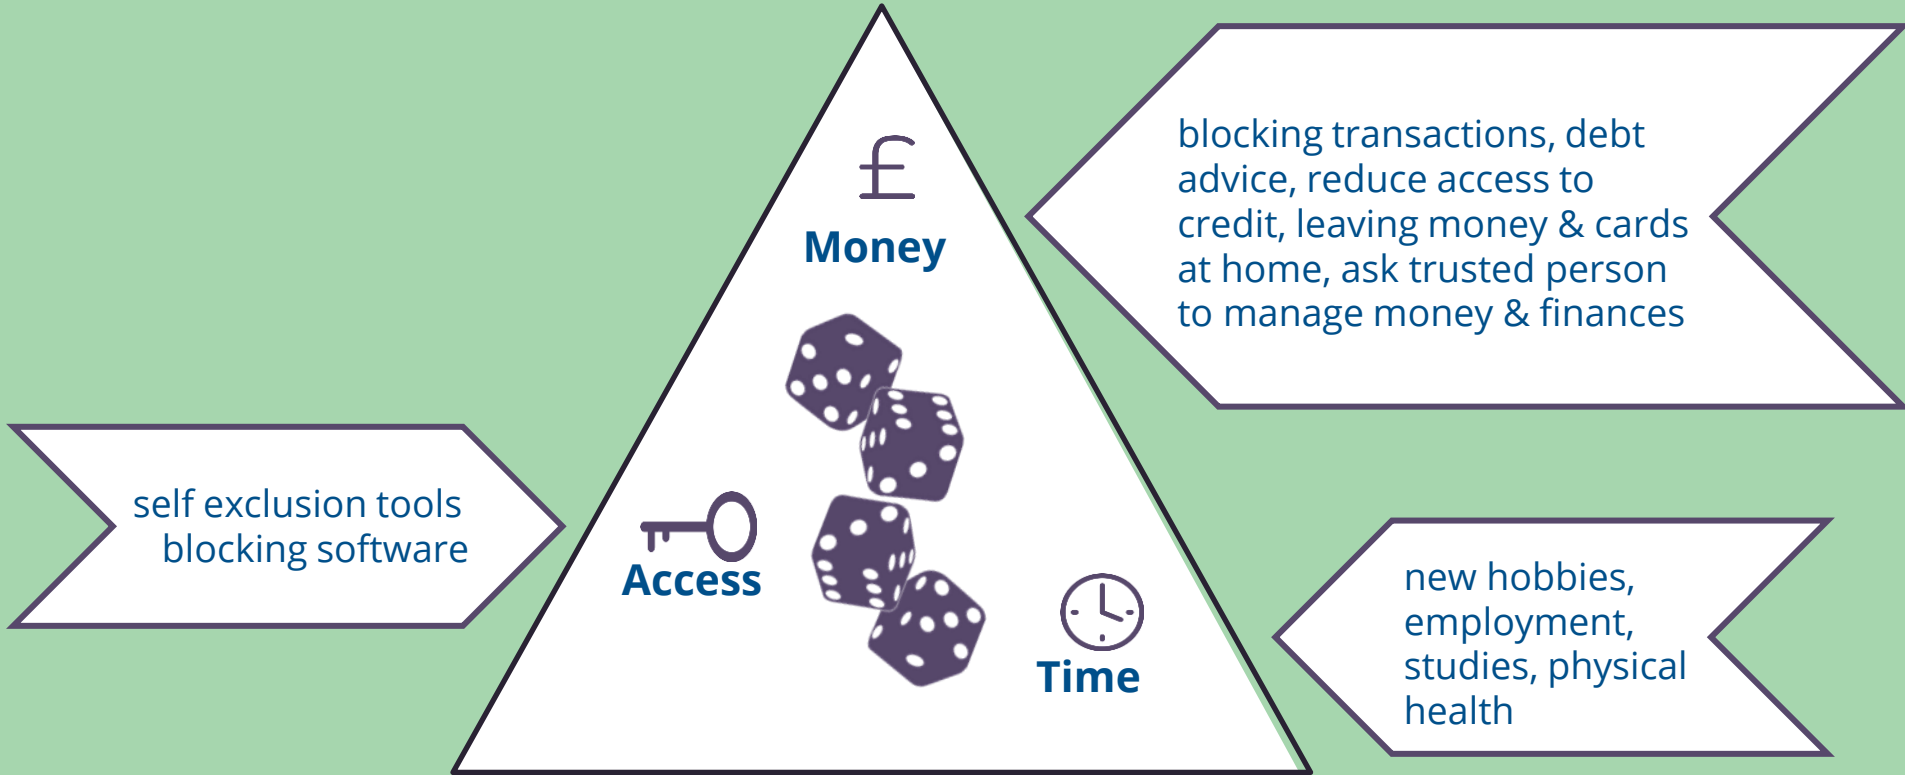 £
Money
blocking transactions, debt
advice, reduce access to
credit, leaving money & cards
at home, ask trusted person
to manage money & finances
self exclusion tools
blocking software
Access
Time
new hobbies,
employment,
studies, physical
health